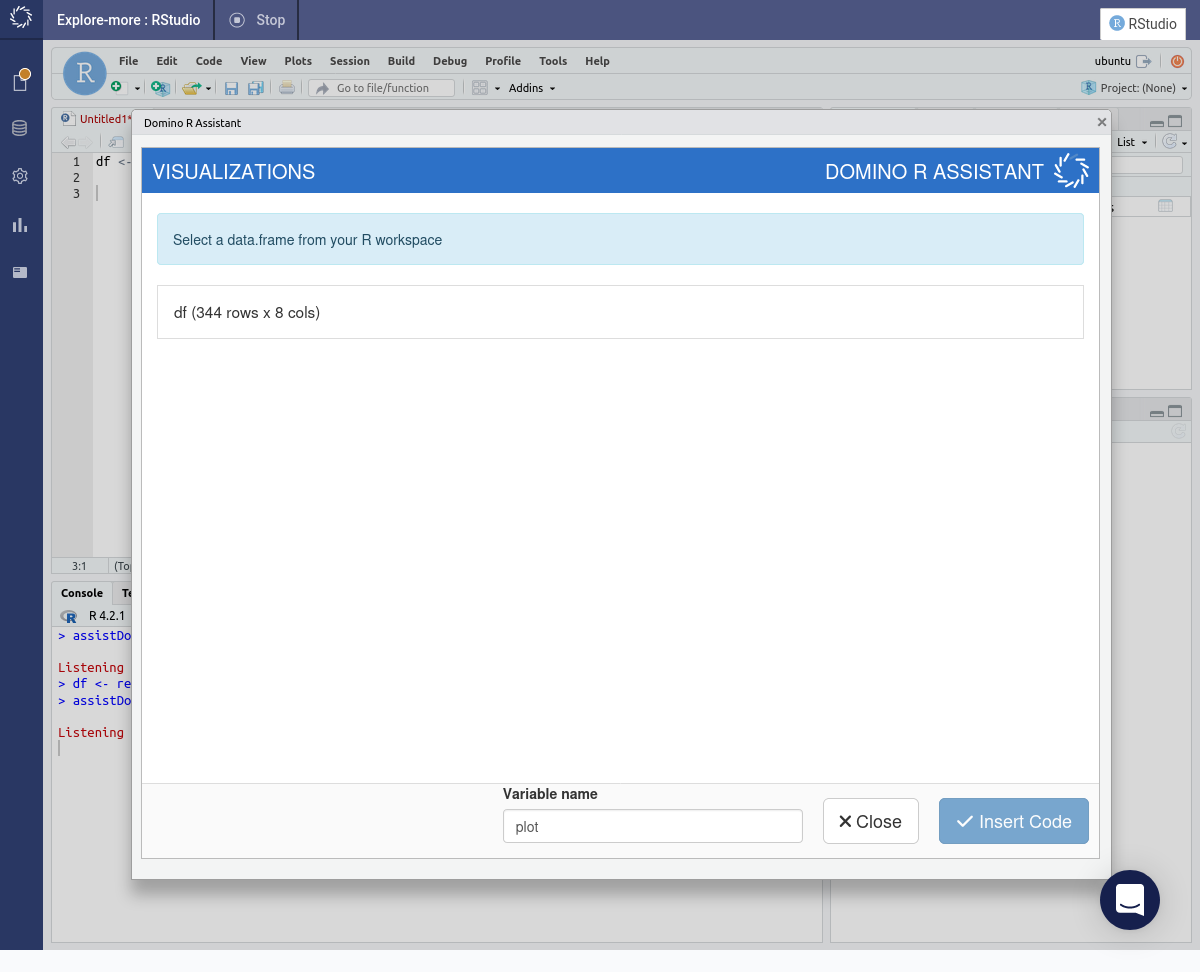 Explore-more : RStudio
Stop
R RStudio
R
File Edit Code View Plots Session Build Debug Profile Tools Help
ubuntu
Go to file/function
Addins
R Project: (None)
R Untitled1*
Domino R Assistant
List
1 df <-
2
3
VISUALIZATIONS
DOMINO R ASSISTANT
Select a data.frame from your R workspace
df (344 rows x 8 cols)
3:1 (To
Console Te
R R 4.2.1
> assistDo
Listening
> df <- re
> assistDo
Listening
Variable name
plot
Close
Insert Code